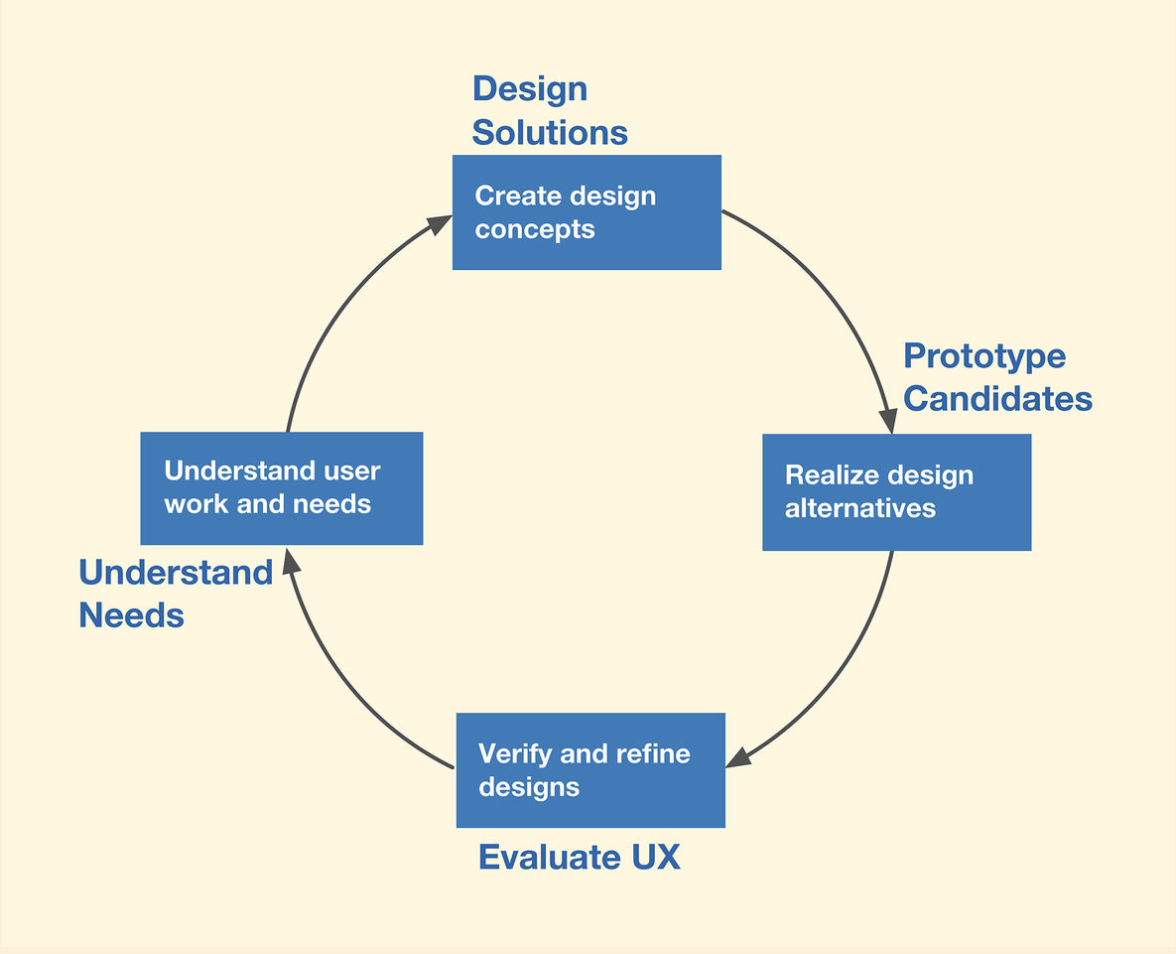 Design
Solutions
Create design
concepts
Prototype
Candidates
Realize design
alternatives
Understand user
work and needs
Understand
Needs
Verify and refine
designs
Evaluate UX